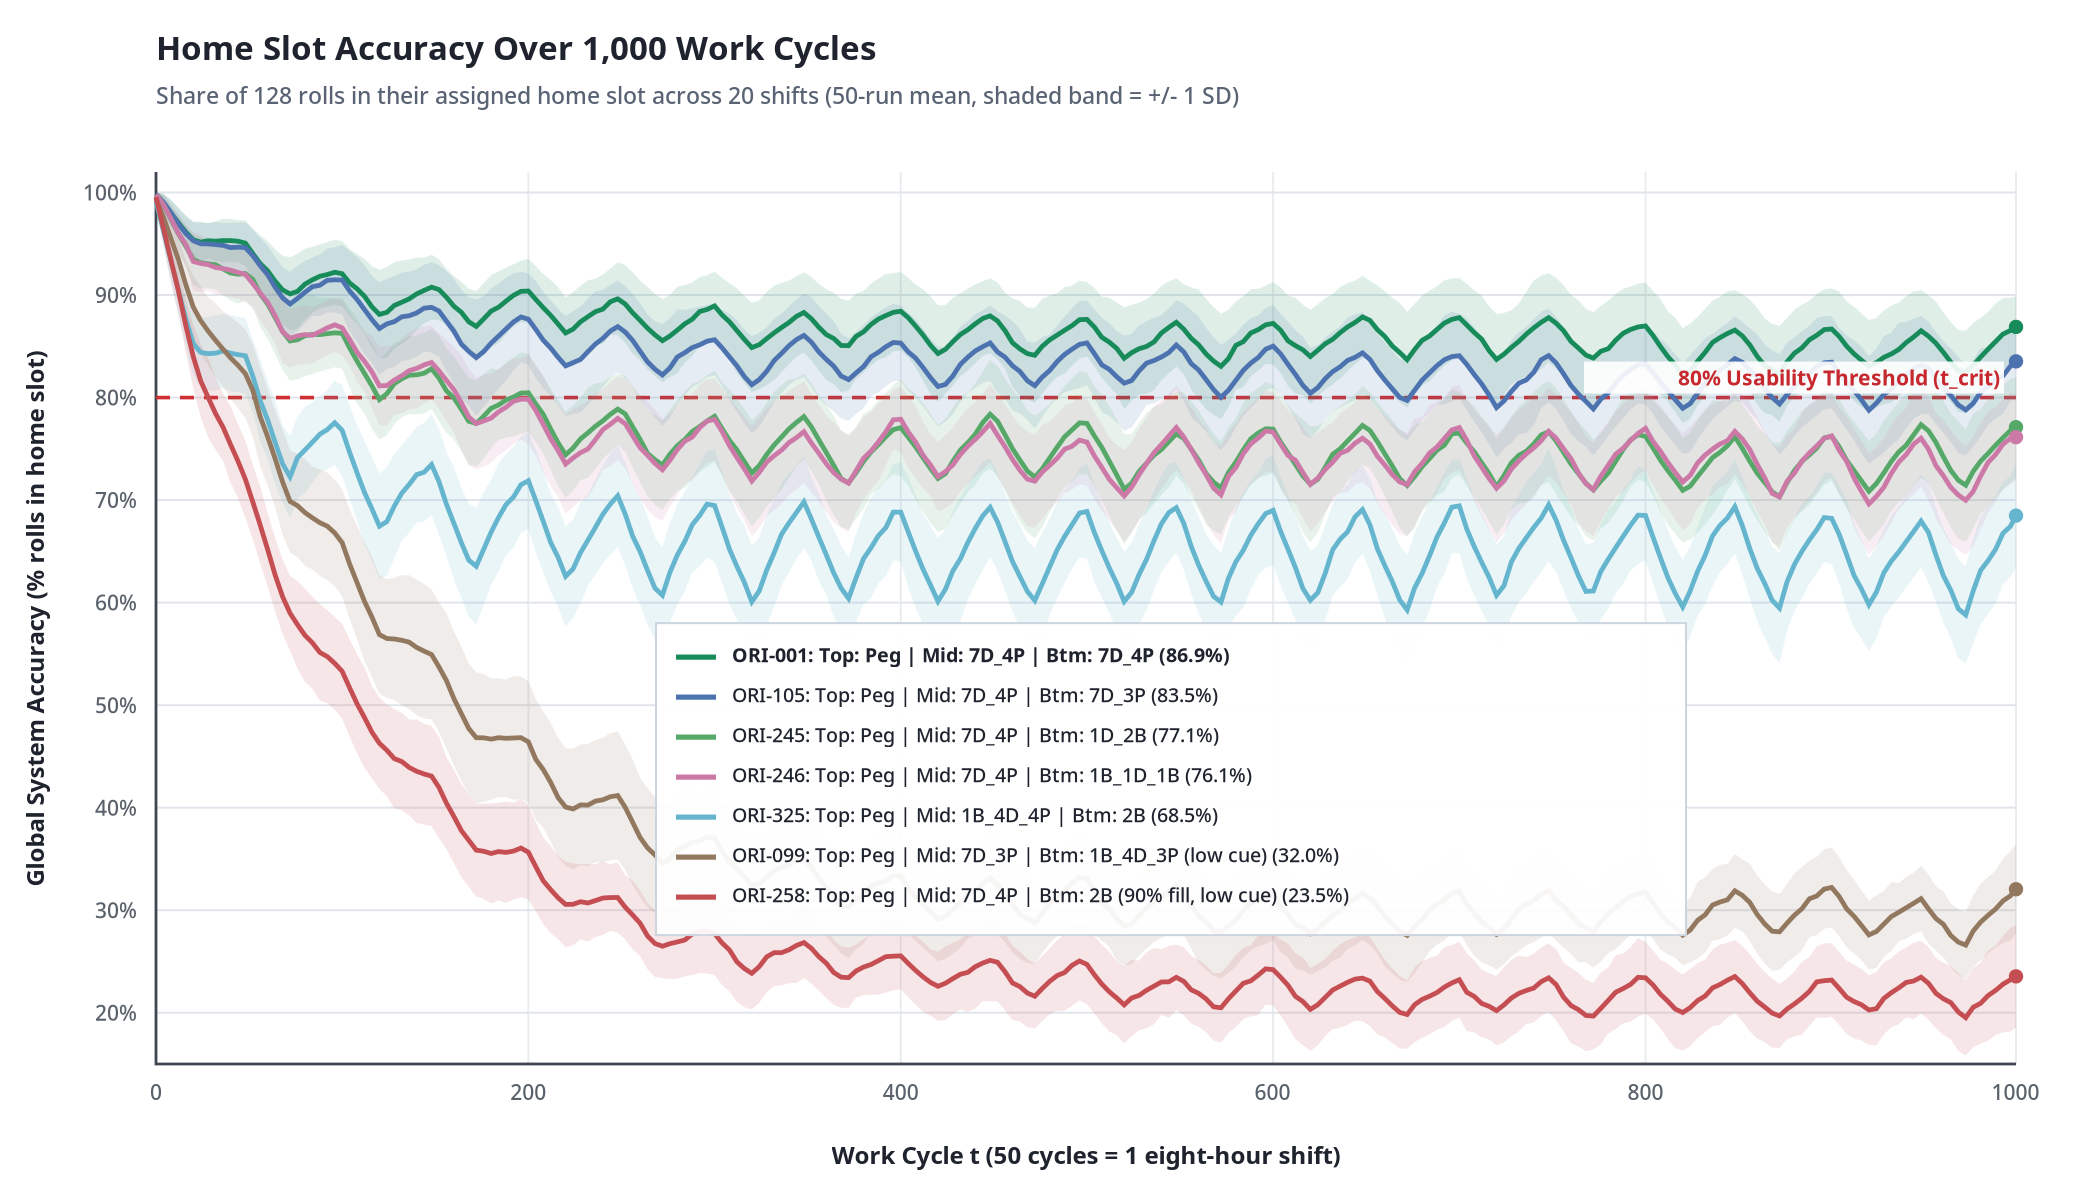 Home Slot Accuracy Over 1,000 Work Cycles
Share of 128 rolls in their assigned home slot across 20 shifts (50-run mean, shaded band = +/- 1 SD)
Global System Accuracy (% rolls in home slot)
100%
90%
80%
70%
60%
50%
40%
30%
20%
80% Usability Threshold (t_crit)
ORI-001: Top: Peg | Mid: 7D_4P | Btm: 7D_4P (86.9%)
ORI-105: Top: Peg | Mid: 7D_4P | Btm: 7D_3P (83.5%)
ORI-245: Top: Peg | Mid: 7D_4P | Btm: 1D_2B (77.1%)
ORI-246: Top: Peg | Mid: 7D_4P | Btm: 1B_1D_1B (76.1%)
ORI-325: Top: Peg | Mid: 1B_4D_4P | Btm: 2B (68.5%)
ORI-099: Top: Peg | Mid: 7D_3P | Btm: 1B_4D_3P (low cue) (32.0%)
ORI-258: Top: Peg | Mid: 7D_4P | Btm: 2B (90% fill, low cue) (23.5%)
0 200 400 600 800 1000
Work Cycle t (50 cycles = 1 eight-hour shift)